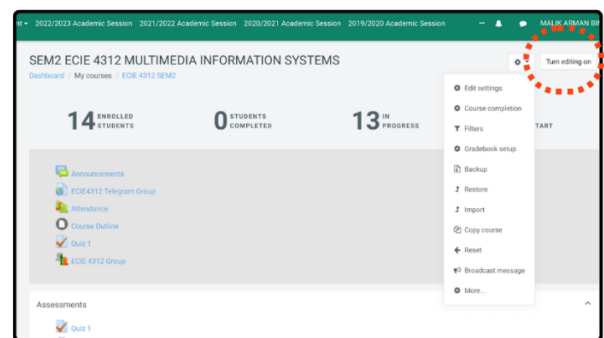 2022/2023 Academic Session 2021/2022 Academic Session 2020/2021 Academic Session 2019/2020 Academic Session MALIK ARMAN
SEM2 ECIE 4312 MULTIMEDIA INFORMATION SYSTEMS
Turn editing on
Dashboard / My courses / ECIE 4312 SEM2
14 ENROLLED STUDENTS
0 STUDENTS COMPLETED
13 IN PROGRESS
TART
Edit settings
Course completion
Filters
Gradebook setup
Backup
Restore
Import
Copy course
Reset
Broadcast message
More...
Announcements
ECIE4312 Telegram Group
Attendance
Course Outline
Quiz 1
ECIE 4312 Group
Assessments
Quiz 1